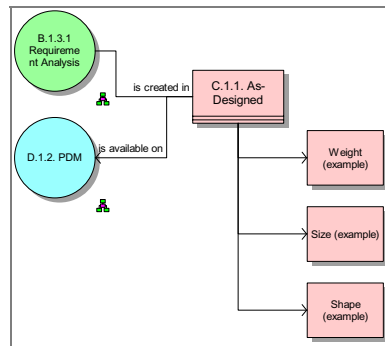 B.1.3.1
Requireme
nt Analysis
is created in
C.1.1. As-
Designed
D.1.2. PDM
is available on
Weight
(example)
Size (example)
Shape
(example)